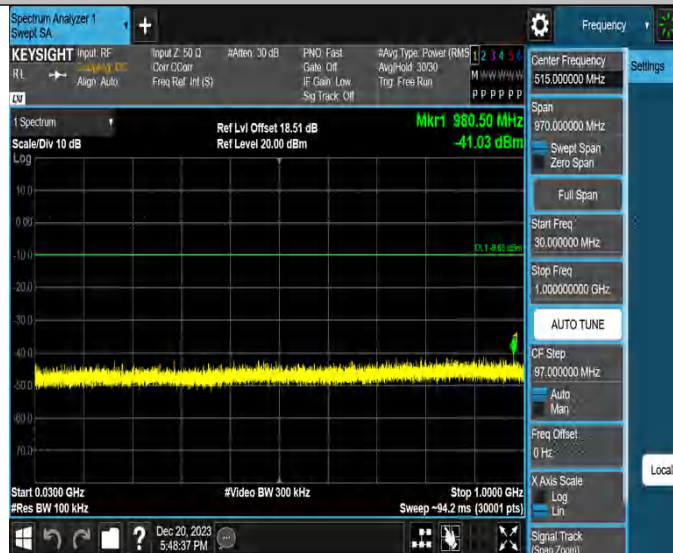 Spectrum Analyzer 1
Swept SA
+
Frequency
KEYSIGHT
Input: RF
Coupling: DC
Align: Auto
Input Z: 50 Ω
Corr CCorr
Freq Ref: Int (S)
#Atten: 30 dB
PNO: Fast
Gate: Off
IF Gain: Low
Sig Track: Off
#Avg Type: Power (RMS
Avg|Hold: 30/30
Trig: Free Run
1 2 3 4 5 6
M W W W W W
P P P P P P
RL
Center Frequency
515.000000 MHz
Settings
1 Spectrum
Scale/Div 10 dB
Log
Ref Lvl Offset 18.51 dB
Ref Level 20.00 dBm
Mkr1 980.50 MHz
-41.03 dBm
Span
970.000000 MHz
Swept Span
Zero Span
Full Span
Start Freq
30.000000 MHz
Stop Freq
1.000000000 GHz
AUTO TUNE
CF Step
97.000000 MHz
Auto
Man
Freq Offset
0 Hz
X Axis Scale
Log
Lin
Signal Track
(Span Zoom)
Local
10.0
0.00
-10.0
-20.0
-30.0
-40.0
-50.0
-60.0
-70.0
Start 0.0300 GHz
#Res BW 100 kHz
#Video BW 300 kHz
Stop 1.0000 GHz
Sweep ~94.2 ms (30001 pts)
?
Dec 20, 2023
5:48:37 PM